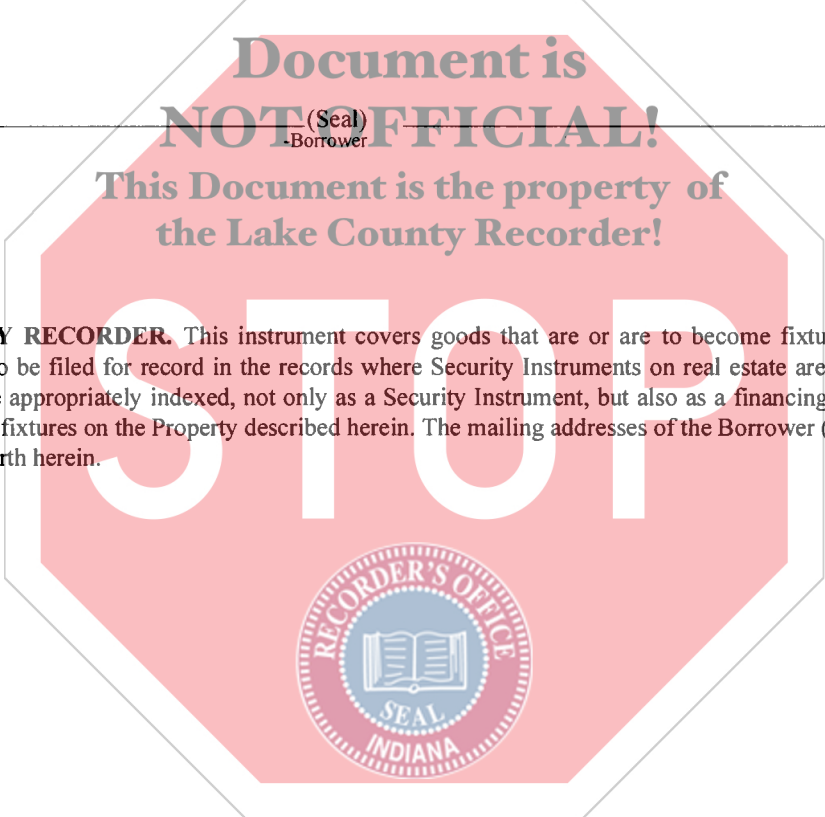 Document is
NOT OFFICIAL!
(Seal)
-Borrower
This Document is the property of
the Lake County Recorder!
Y RECORDER. This instrument covers goods that are or are to become fixtu
o be filed for record in the records where Security Instruments on real estate are
appropriately indexed, not only as a Security Instrument, but also as a financing
fixtures on the Property described herein. The mailing addresses of the Borrower (
rth herein.
STOP
RECORDER'S OFFICE
SEAL
INDIANA